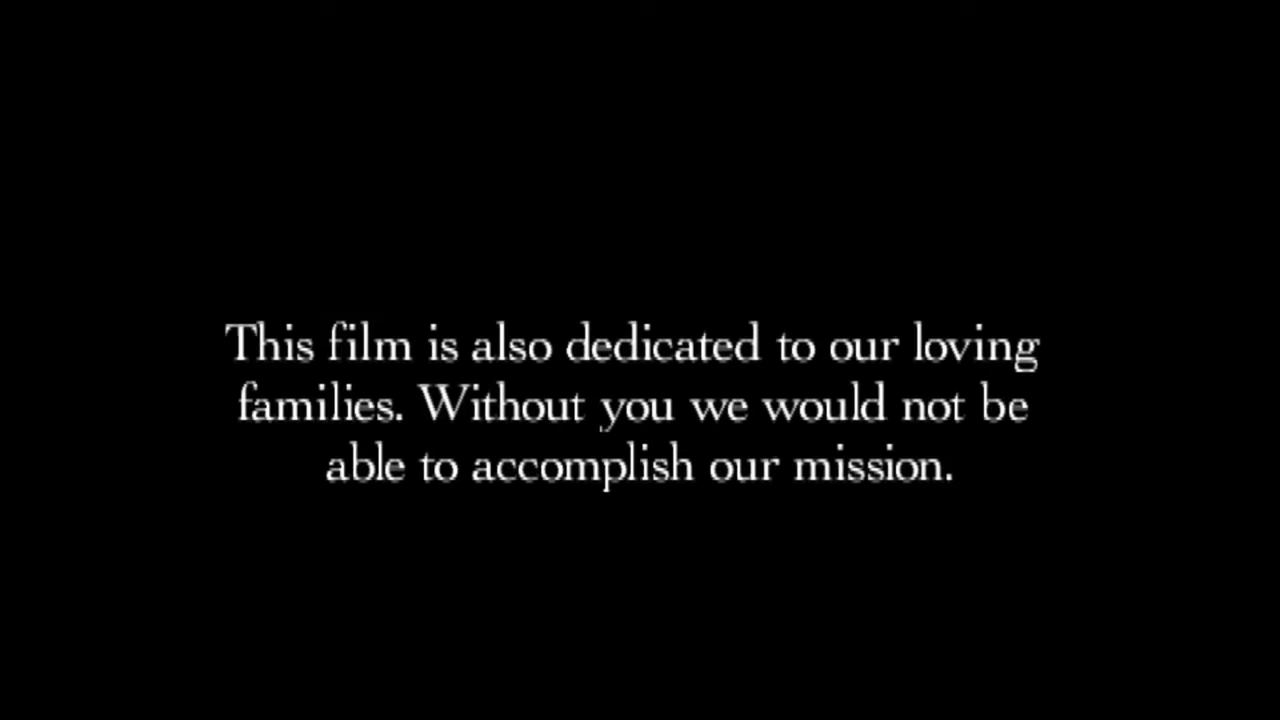 This film is also dedicated to our loving
families. Without you we would not be
able to accomplish our mission.